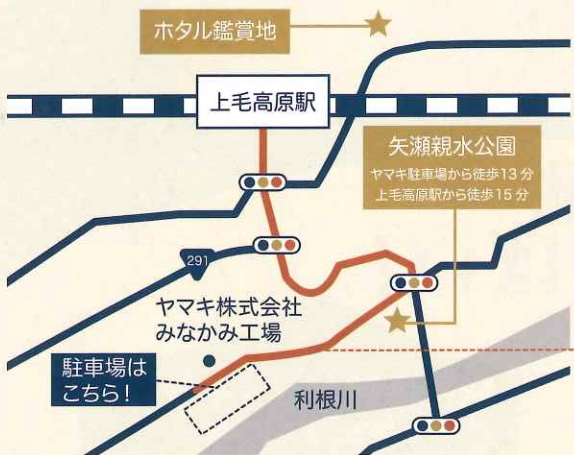 ホタル鑑賞地
上毛高原駅
矢瀬親水公園
ヤマキ駐車場から徒歩13分
上毛高原駅から徒歩15分
291
ヤマキ株式会社
みなかみ工場
駐車場は
こちら!
利根川